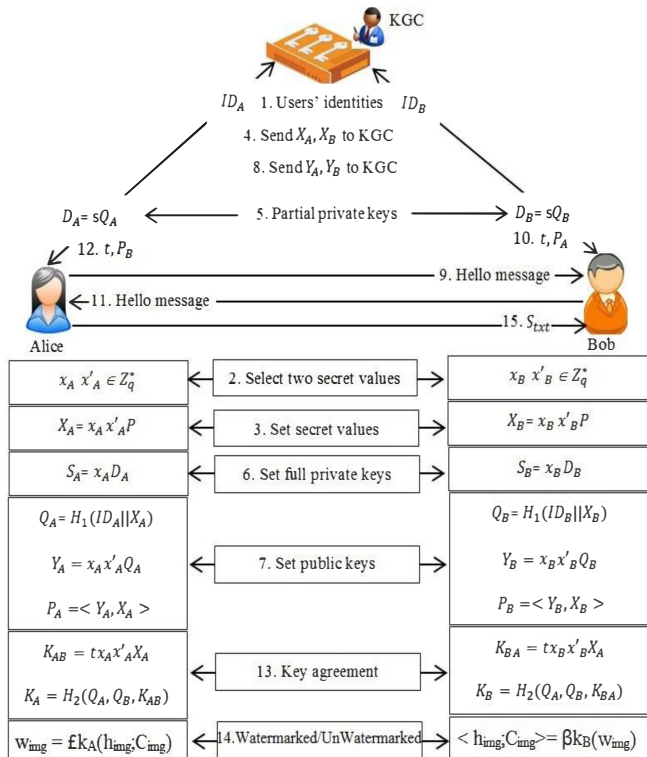 KGC
ID_A 1. Users' identities ID_B
4. Send X_A, X_B to KGC
8. Send Y_A, Y_B to KGC
D_A = sQ_A 5. Partial private keys D_B = sQ_B
12. t, P_B 10. t, P_A
9. Hello message
11. Hello message
15. S_txt
Alice Bob
x_A x'_A ∈ Z_q^* 2. Select two secret values x_B x'_B ∈ Z_q^*
X_A = x_A x'_A P 3. Set secret values X_B = x_B x'_B P
S_A = x_A D_A 6. Set full private keys S_B = x_B D_B
Q_A = H_1(ID_A||X_A) Q_B = H_1(ID_B||X_B)
Y_A = x_A x'_A Q_A 7. Set public keys Y_B = x_B x'_B Q_B
P_A =< Y_A, X_A > P_B =< Y_B, X_B >
K_AB = tx_A x'_A X_A K_BA = tx_B x'_B X_A
13. Key agreement
K_A = H_2(Q_A, Q_B, K_AB) K_B = H_2(Q_A, Q_B, K_BA)
w_img = £k_A(h_img;C_img) 14.Watermarked/UnWatermarked < h_img;C_img >= βk_B(w_img)